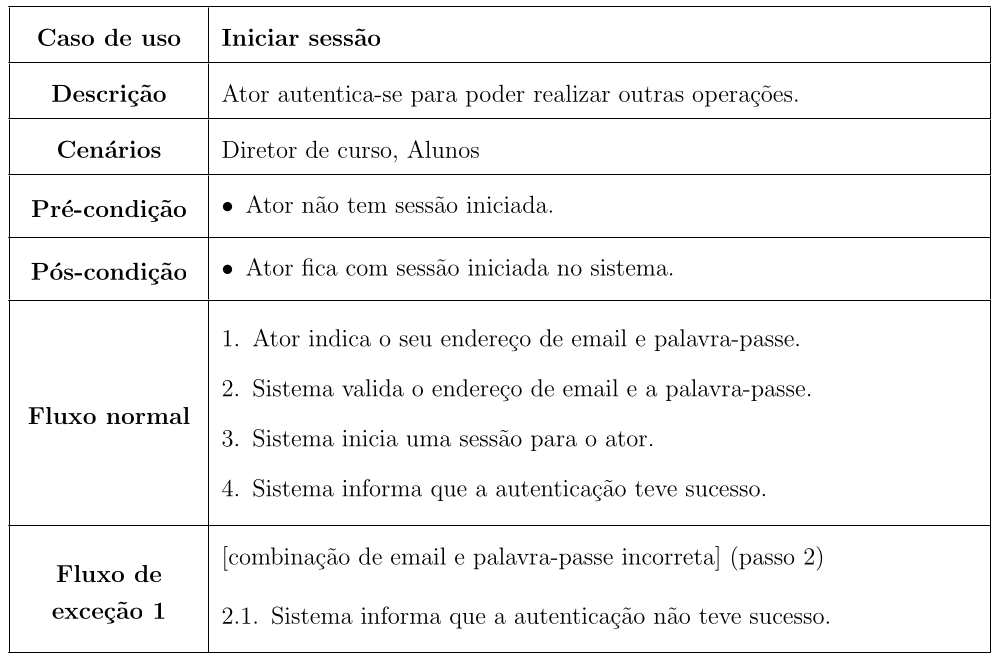 Caso de uso
Iniciar sessão
Descrição
Ator autentica-se para poder realizar outras operações.
Cenários
Diretor de curso, Alunos
Pré-condição
• Ator não tem sessão iniciada.
Pós-condição
• Ator fica com sessão iniciada no sistema.
Fluxo normal
1. Ator indica o seu endereço de email e palavra-passe.
2. Sistema valida o endereço de email e a palavra-passe.
3. Sistema inicia uma sessão para o ator.
4. Sistema informa que a autenticação teve sucesso.
Fluxo de
exceção 1
[combinação de email e palavra-passe incorreta] (passo 2)
2.1. Sistema informa que a autenticação não teve sucesso.